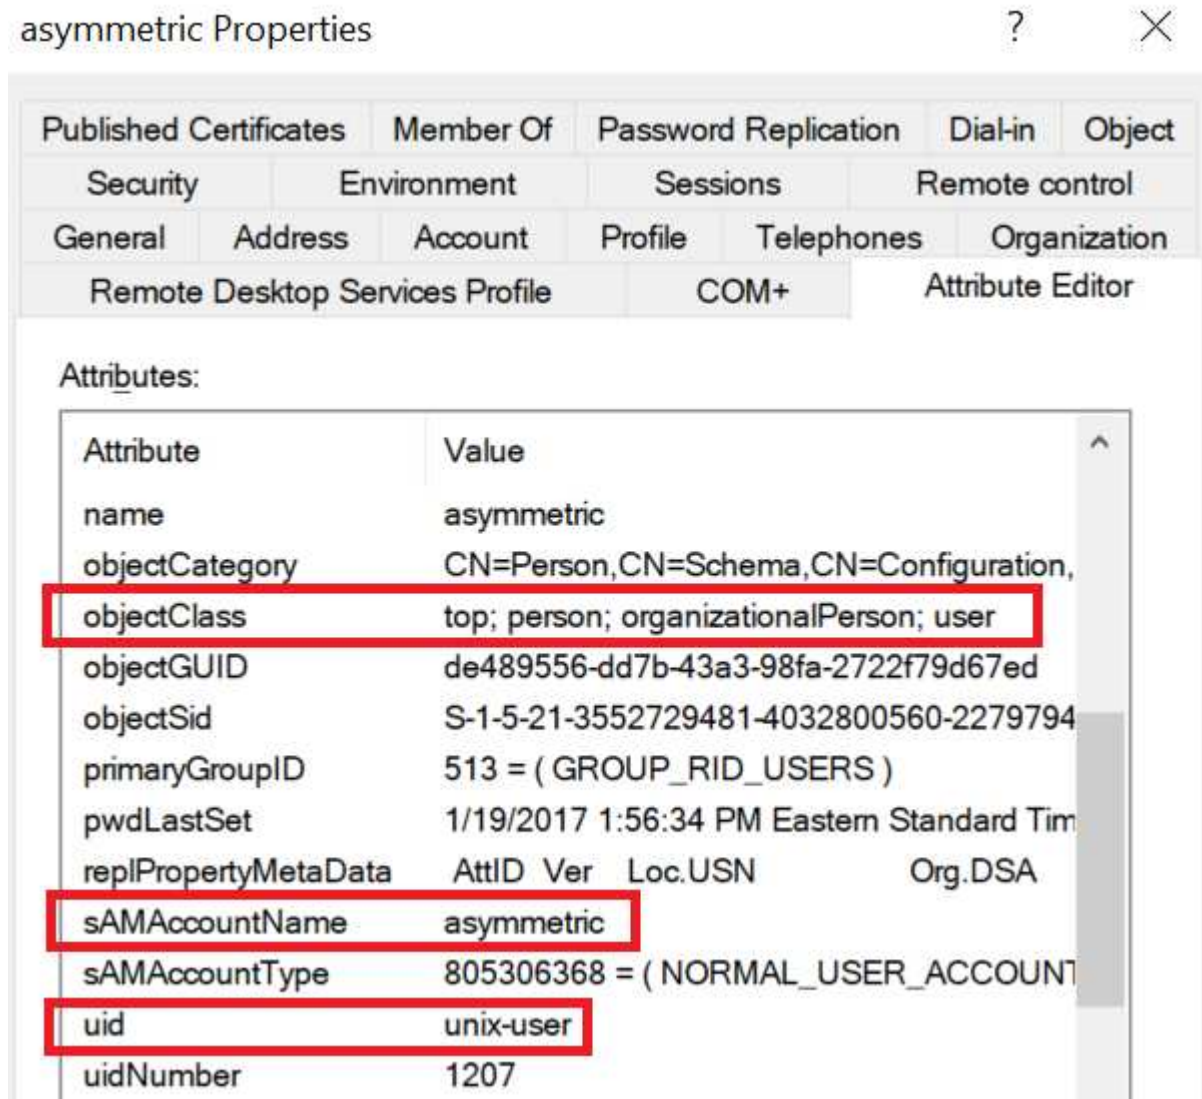 asymmetric Properties ?
Published Certificates Member Of Password Replication Dial-in Object
Security Environment Sessions Remote control
General Address Account Profile Telephones Organization
Remote Desktop Services Profile COM+ Attribute Editor
Attributes:
Attribute Value
name asymmetric
objectCategory CN=Person,CN=Schema,CN=Configuration,
objectClass top; person; organizationalPerson; user
objectGUID de489556-dd7b-43a3-98fa-2722f79d67ed
objectSid S-1-5-21-3552729481-4032800560-2279794
primaryGroupID 513 = ( GROUP_RID_USERS )
pwdLastSet 1/19/2017 1:56:34 PM Eastern Standard Tim
replPropertyMetaData AttID Ver Loc.USN Org.DSA
sAMAccountName asymmetric
sAMAccountType 805306368 = ( NORMAL_USER_ACCOUNT
uid unix-user
uidNumber 1207